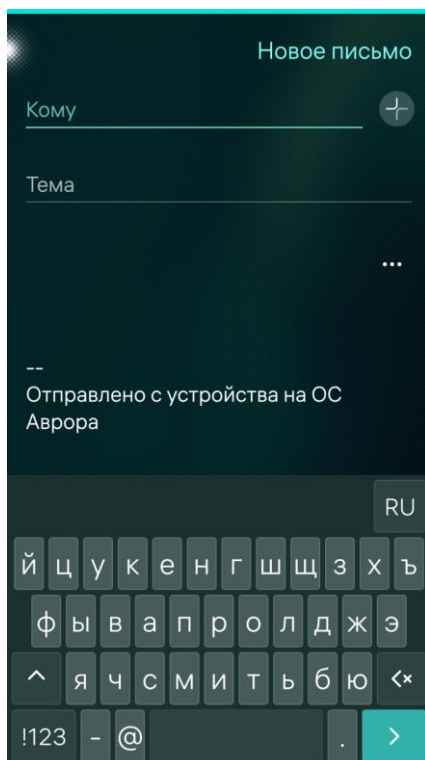 Новое письмо
Кому
Тема
...
--
Отправлено с устройства на ОС
Аврора
RU
й ц у к е н г ш щ з х ъ
ф ы в а п р о л д ж э
я ч с м и т ь б ю
!123 - @ .